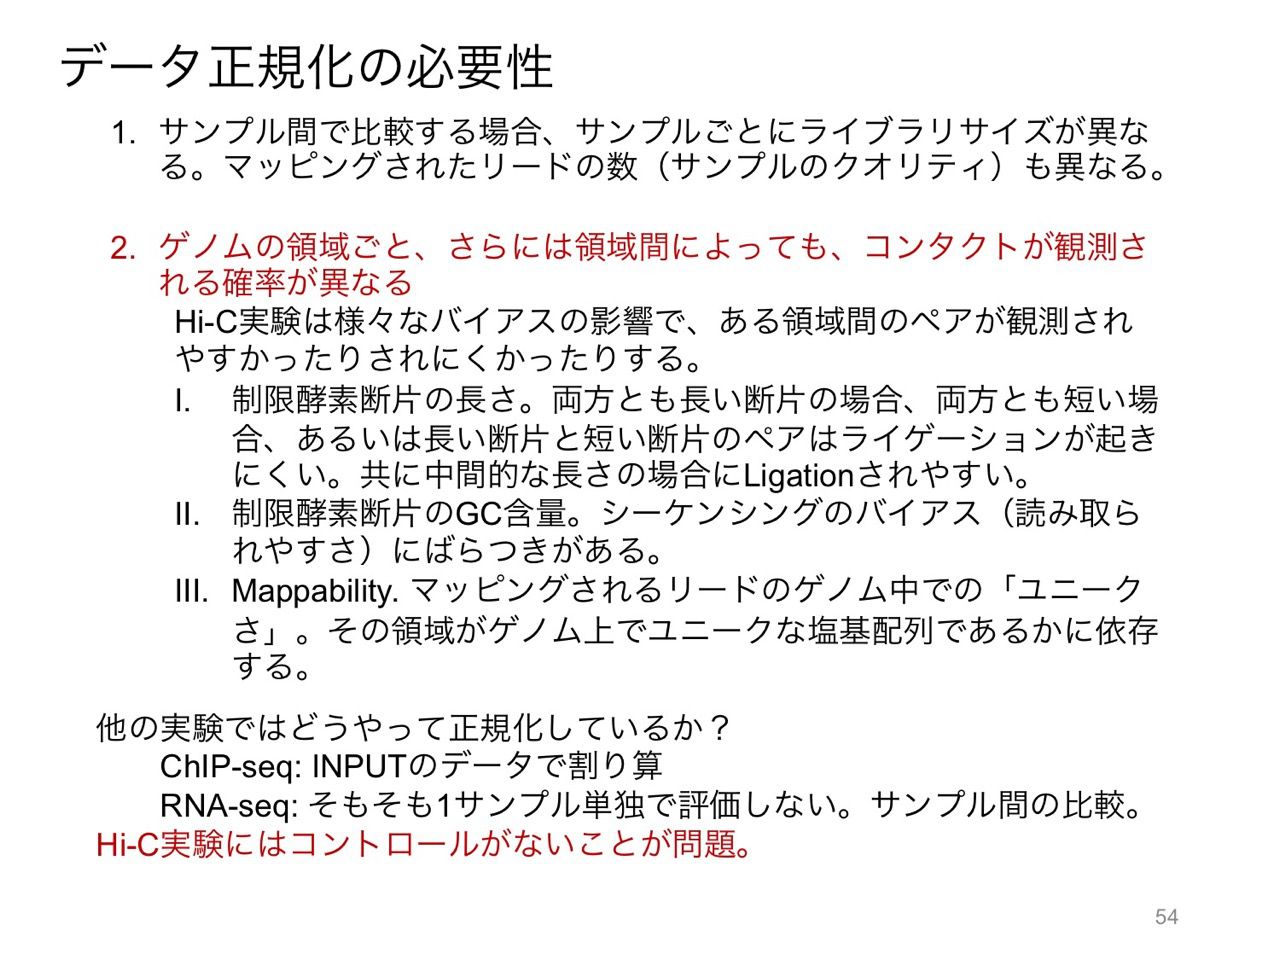 データ正規化の必要性
1. サンプル間で比較する場合、サンプルごとにライブラリサイズが異な
る。マッピングされたリードの数（サンプルのクオリティ）も異なる。
2. ゲノムの領域ごと、さらには領域間によっても、コンタクトが観測さ
れる確率が異なる
Hi-C実験は様々なバイアスの影響で、ある領域間のペアが観測され
やすかったりされにくかったりする。
I. 制限酵素断片の長さ。両方とも長い断片の場合、両方とも短い場
合、あるいは長い断片と短い断片のペアはライゲーションが起き
にくい。共に中間的な長さの場合にLigationされやすい。
II. 制限酵素断片のGC含量。シーケンシングのバイアス（読み取ら
れやすさ）にばらつきがある。
III. Mappability. マッピングされるリードのゲノム中での「ユニーク
さ」。その領域がゲノム上でユニークな塩基配列であるかに依存
する。
他の実験ではどうやって正規化しているか？
ChIP-seq: INPUTのデータで割り算
RNA-seq: そもそも1サンプル単独で評価しない。サンプル間の比較。
Hi-C実験にはコントロールがないことが問題。
54